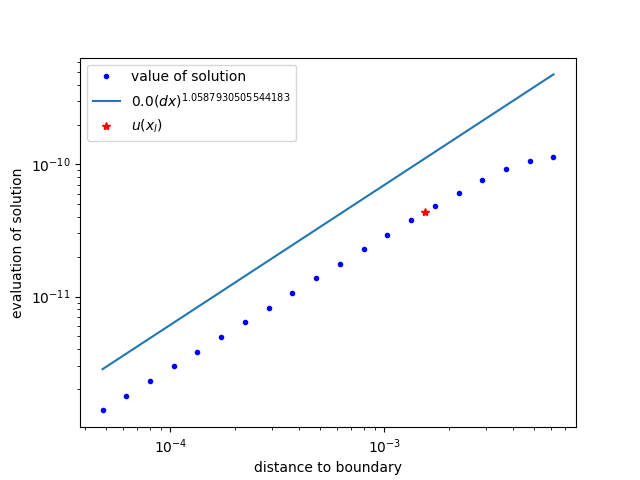 value of solution
0.0(dx)^1.0587930505544183
u(x_l)
10^-10
10^-11
10^-4
10^-3
evaluation of solution
distance to boundary